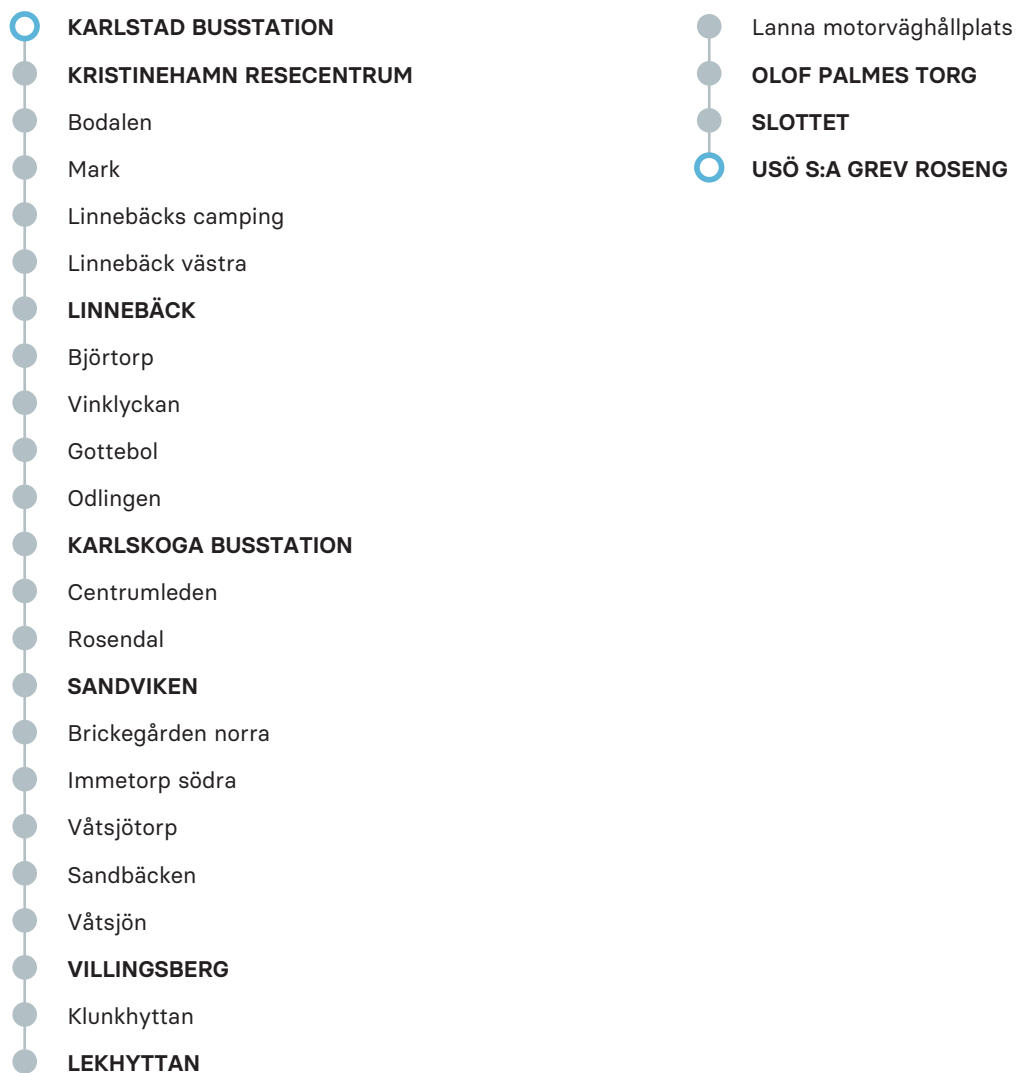 KARLSTAD BUSSTATION
KRISTINEHAMN RESECENTRUM
Bodalen
Mark
Linnebäcks camping
Linnebäck västra
LINNEBÄCK
Björtorp
Vinklyckan
Gottebol
Odlingen
KARLSKOGA BUSSTATION
Centrumleden
Rosendal
SANDVIKEN
Brickegården norra
Immetorp södra
Våtsjötorp
Sandbäcken
Våtsjön
VILLINGSBERG
Klunkhyttan
LEKHYTTAN
Lanna motorväghållplats
OLOF PALMES TORG
SLOTTET
USÖ S:A GREV ROSENG